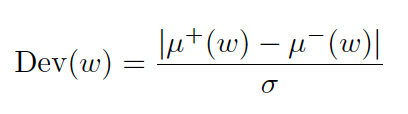 Dev(w) = |μ⁺(w) − μ⁻(w)| / σ